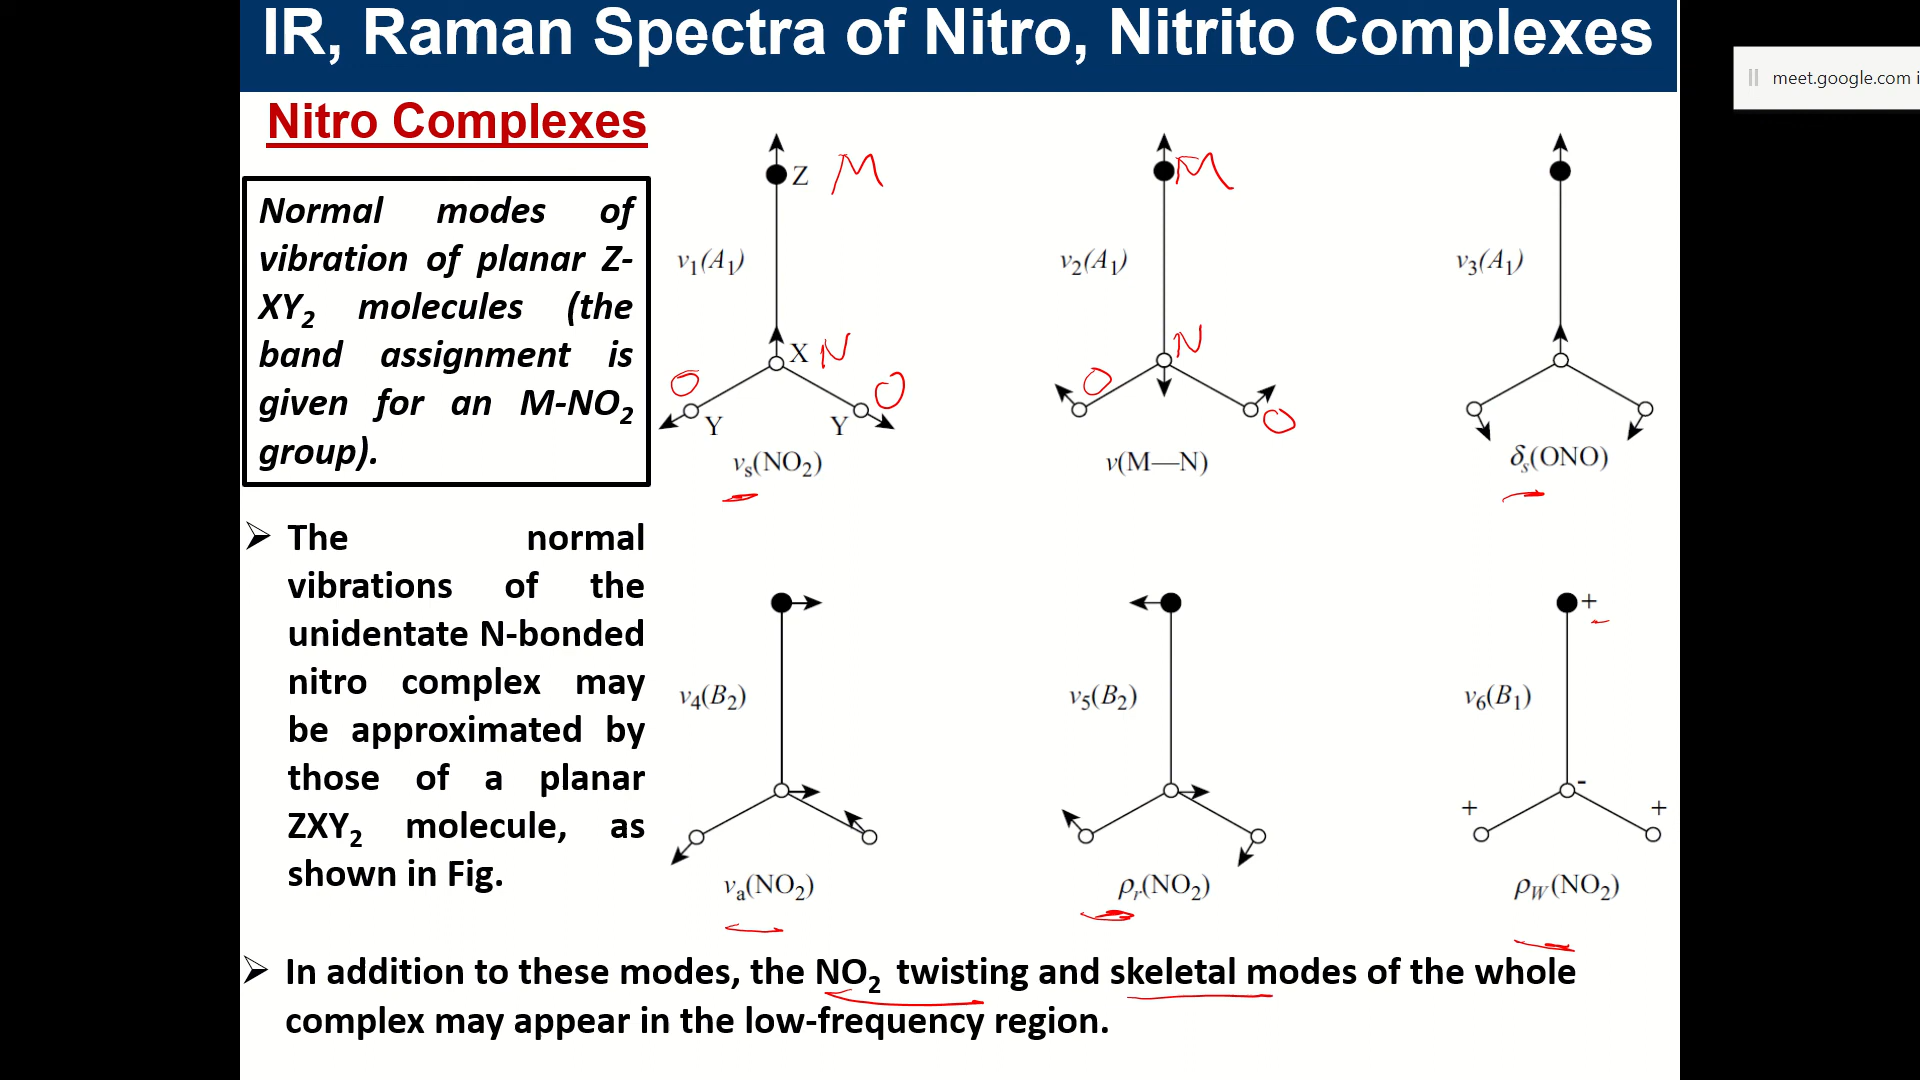 IR, Raman Spectra of Nitro, Nitrito Complexes
meet.google.com i
Nitro Complexes
Normal modes of
vibration of planar Z-
XY2 molecules (the
band assignment is
given for an M-NO2
group).
Z M
ν1(A1)
X N
O O
Y Y
νs(NO2)
M
ν2(A1)
N
O O
ν(M—N)
ν3(A1)
δs(ONO)
➢ The normal
vibrations of the
unidentate N-bonded
nitro complex may
be approximated by
those of a planar
ZXY2 molecule, as
shown in Fig.
ν4(B2)
νa(NO2)
ν5(B2)
ρr(NO2)
+
ν6(B1)
-
+ +
ρW(NO2)
➢ In addition to these modes, the NO2 twisting and skeletal modes of the whole
complex may appear in the low-frequency region.